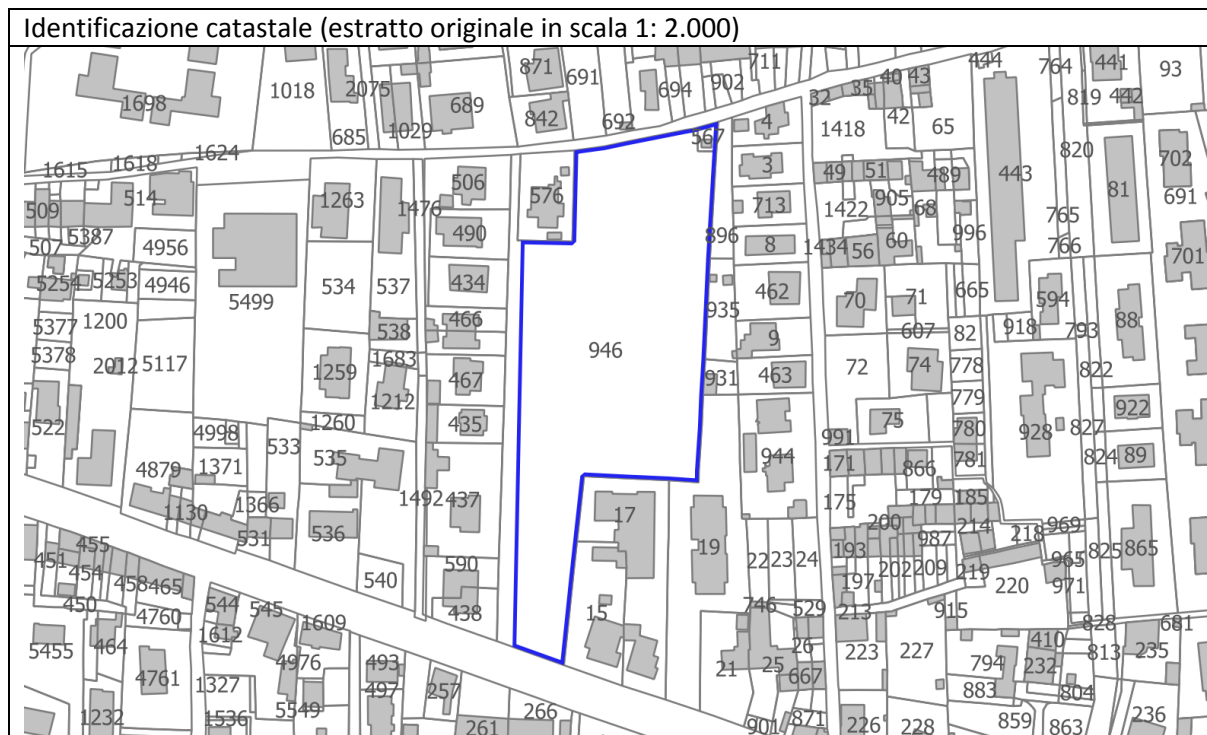 Identificazione catastale (estratto originale in scala 1: 2.000)
871 691 694 902 711 444 764 441 93
1698 1018 2075 689 842 692 32 35 40 43 819 442
685 1029 567 4 1418 42 65 820
1615 1618 1624 3 49 51 489 443 81 702
509 514 1263 1476 506 576 713 1422 905 68 765 691
507 5387 4956 490 896 8 1434 56 60 996 766 701
5254 5253 4946 5499 534 537 434 935 462 70 71 665 594 88
5377 1200 538 466 9 607 82 918 793
5378 2012 5117 1259 1683 467 946 931 463 72 74 778 822
522 1212 779 922
4998 533 1260 435 991 75 780 928 827
4879 1371 535 944 171 866 781 824 89
1130 1366 1492 437 17 175 179 185
531 536 19 200 214 218 969
451 455 193 987 825 865
454 458 465 540 590 22 23 24 202 209 219 965
450 4760 544 545 438 15 746 529 197 213 220 971
5455 464 1612 1609 26 915 828 681
4761 4976 493 21 25 667 223 227 794 410 232 813 235
1327 497 257 883 804
1232 1536 5549 261 266 901 871 226 228 859 863 236